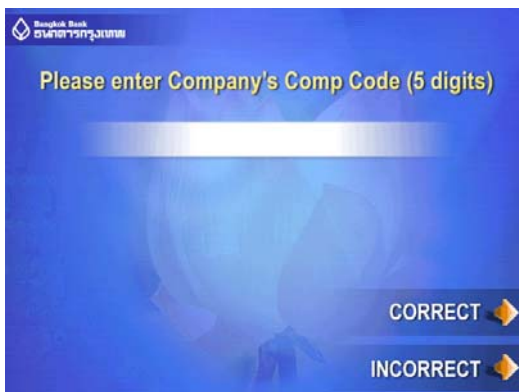 Bangkok Bank
ธนาคารกรุงเทพ
Please enter Company's Comp Code (5 digits)
CORRECT
INCORRECT